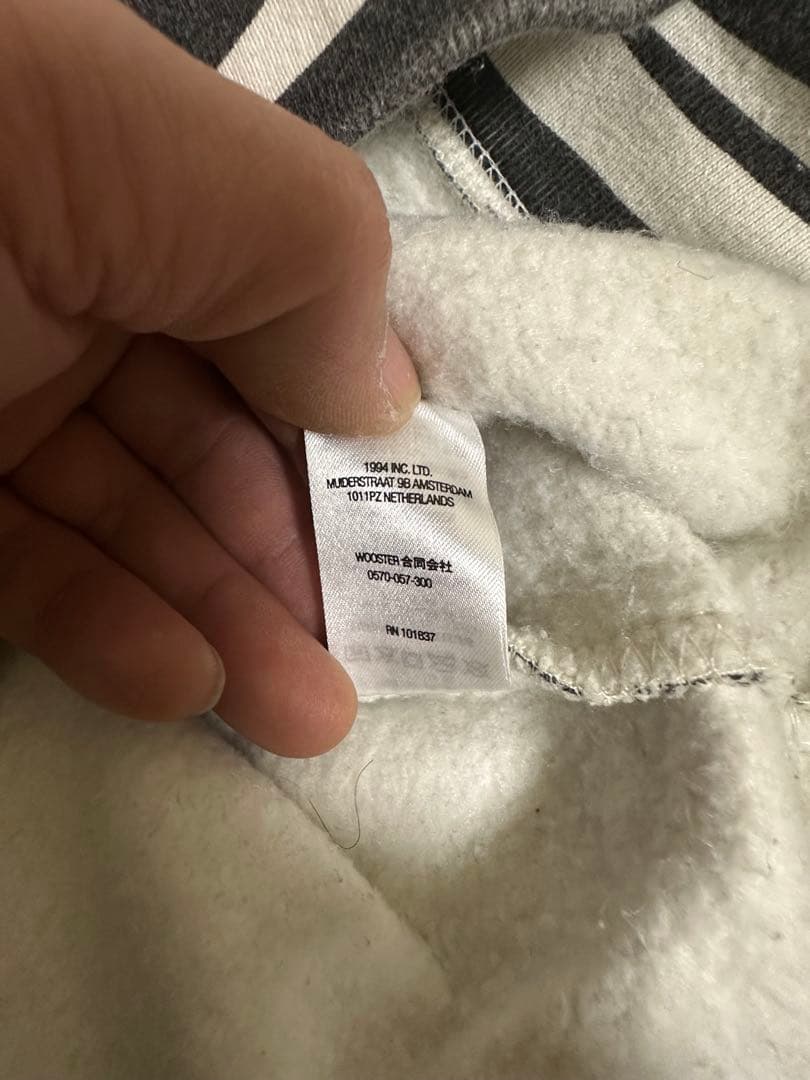 1994 INC. LTD.
MUIDERSTRAAT 9B AMSTERDAM
1011PZ NETHERLANDS
WOOSTER 合同会社
0570-057-300
RN 101837